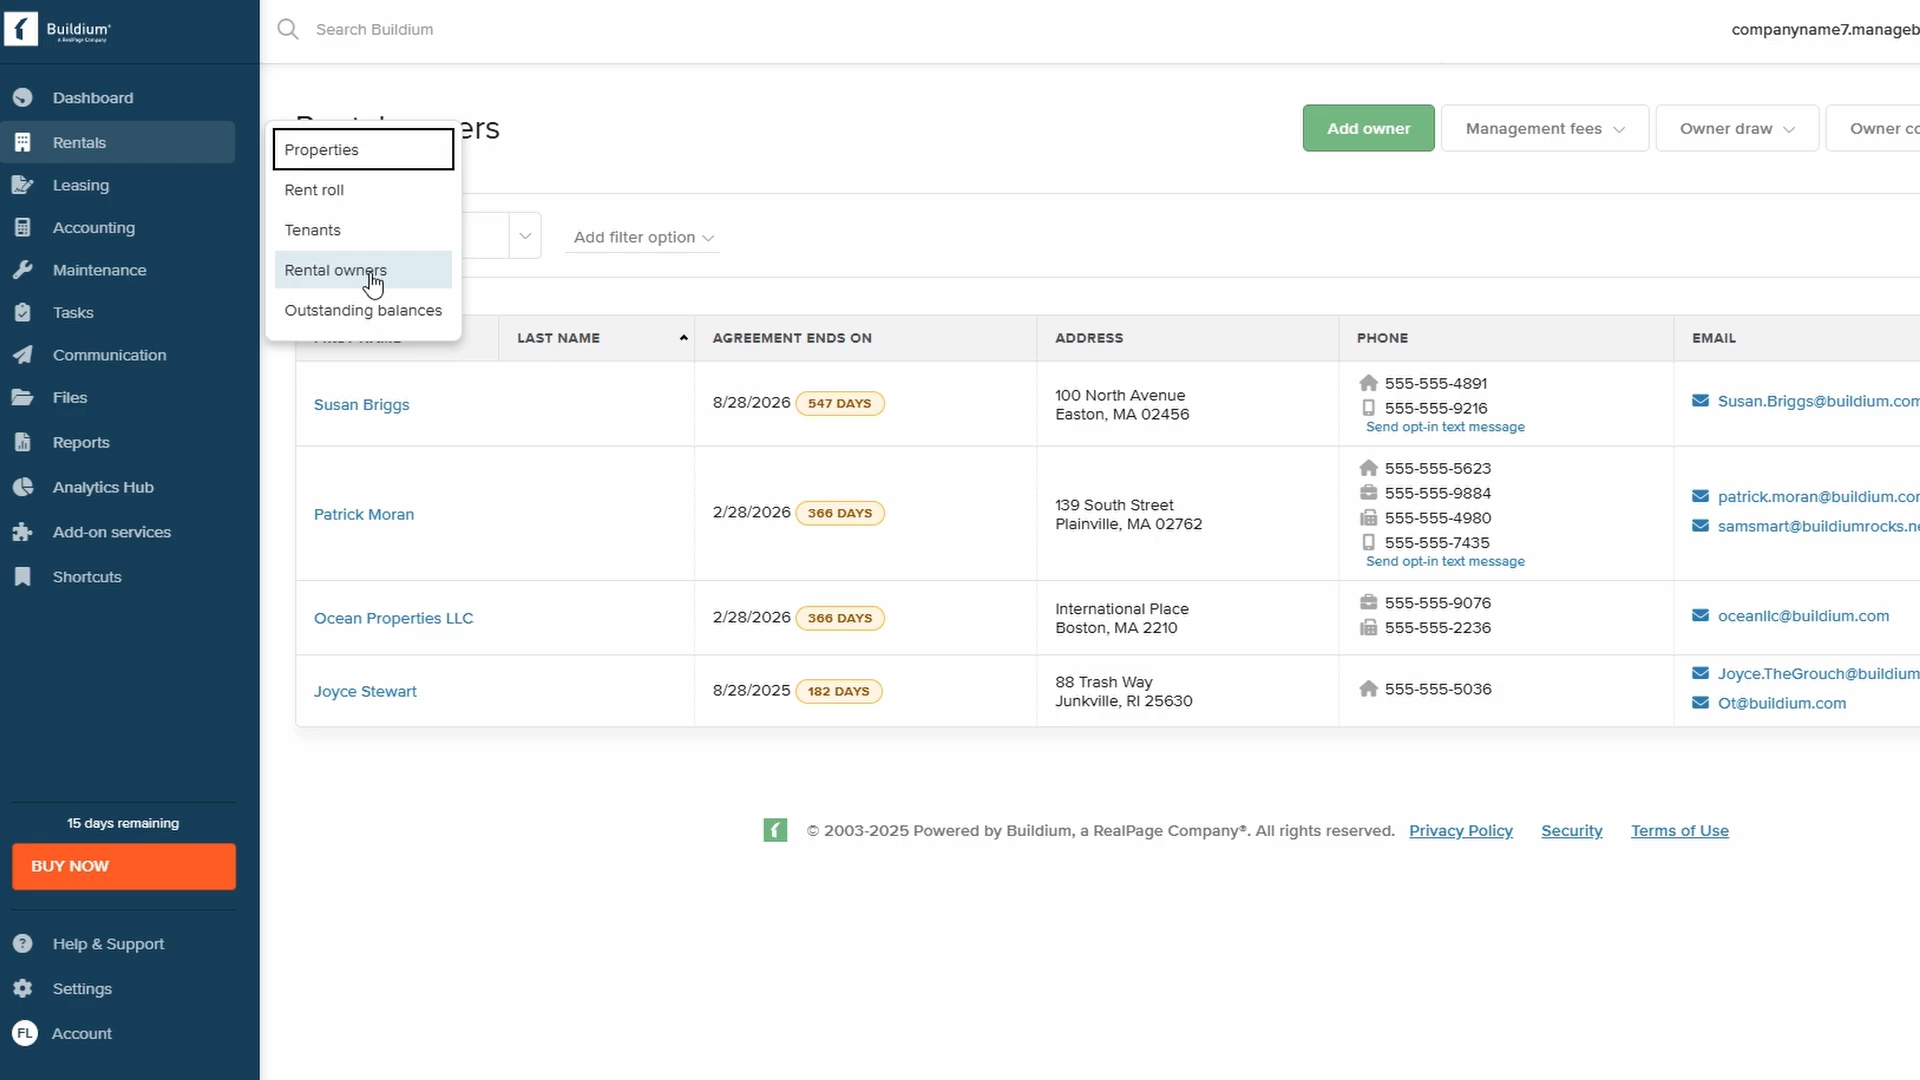 Buildium
A RealPage Company
Search Buildium
companyname7.manageb
Dashboard
Rentals
Leasing
Accounting
Maintenance
Tasks
Communication
Files
Reports
Analytics Hub
Add-on services
Shortcuts
15 days remaining
BUY NOW
Help & Support
Settings
FL Account
ers
Add owner
Management fees
Owner draw
Owner co
Properties
Rent roll
Tenants
Rental owners
Outstanding balances
Add filter option
LAST NAME
AGREEMENT ENDS ON
ADDRESS
PHONE
EMAIL
Susan Briggs
8/28/2026 547 DAYS
100 North Avenue
Easton, MA 02456
555-555-4891
555-555-9216
Send opt-in text message
Susan.Briggs@buildium.com
Patrick Moran
2/28/2026 366 DAYS
139 South Street
Plainville, MA 02762
555-555-5623
555-555-9884
555-555-4980
555-555-7435
Send opt-in text message
patrick.moran@buildium.co
samsmart@buildiumrocks.ne
Ocean Properties LLC
2/28/2026 366 DAYS
International Place
Boston, MA 2210
555-555-9076
555-555-2236
oceanllc@buildium.com
Joyce Stewart
8/28/2025 182 DAYS
88 Trash Way
Junkville, RI 25630
555-555-5036
Joyce.TheGrouch@buildium
Ot@buildium.com
© 2003-2025 Powered by Buildium, a RealPage Company®. All rights reserved. Privacy Policy Security Terms of Use